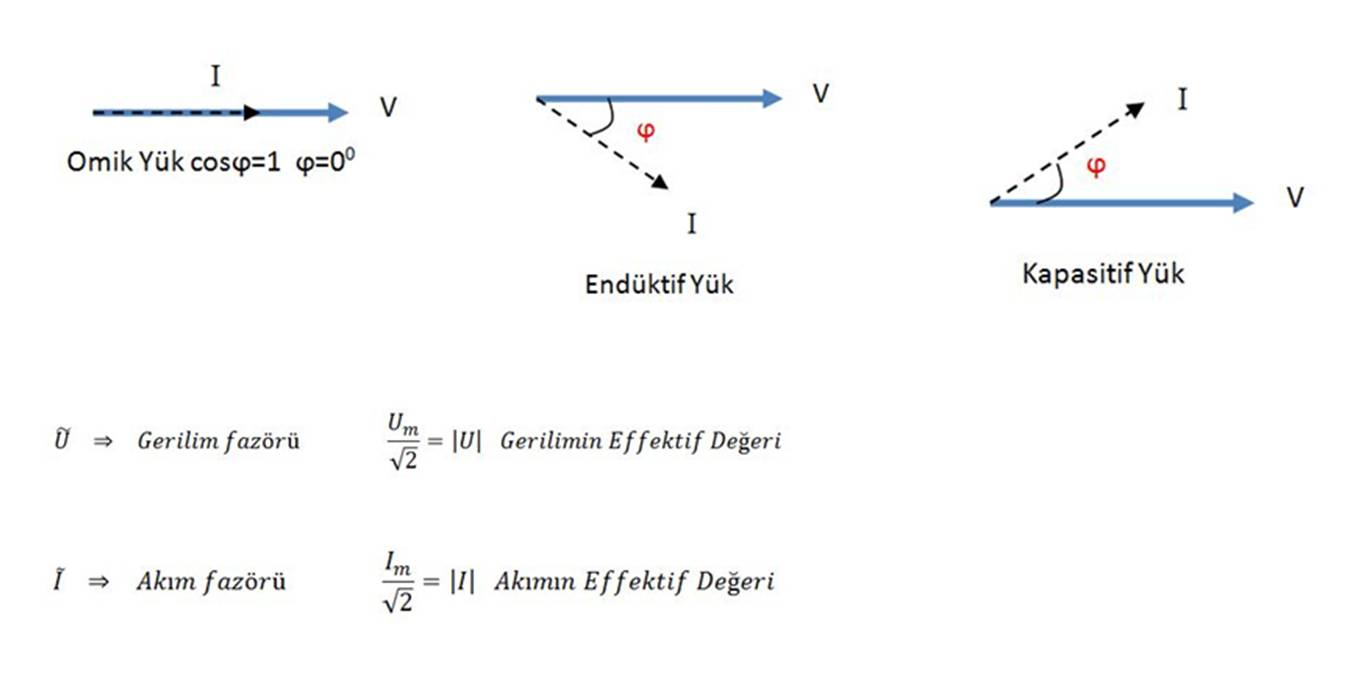 I
V
Omik Yük cosφ=1 φ=0⁰
V
φ
I
Endüktif Yük
I
φ
V
Kapasitif Yük
Ũ ⇒ Gerilim fazörü Uₘ/√2 = |U| Gerilimin Effektif Değeri
Ĩ ⇒ Akım fazörü Iₘ/√2 = |I| Akımın Effektif Değeri